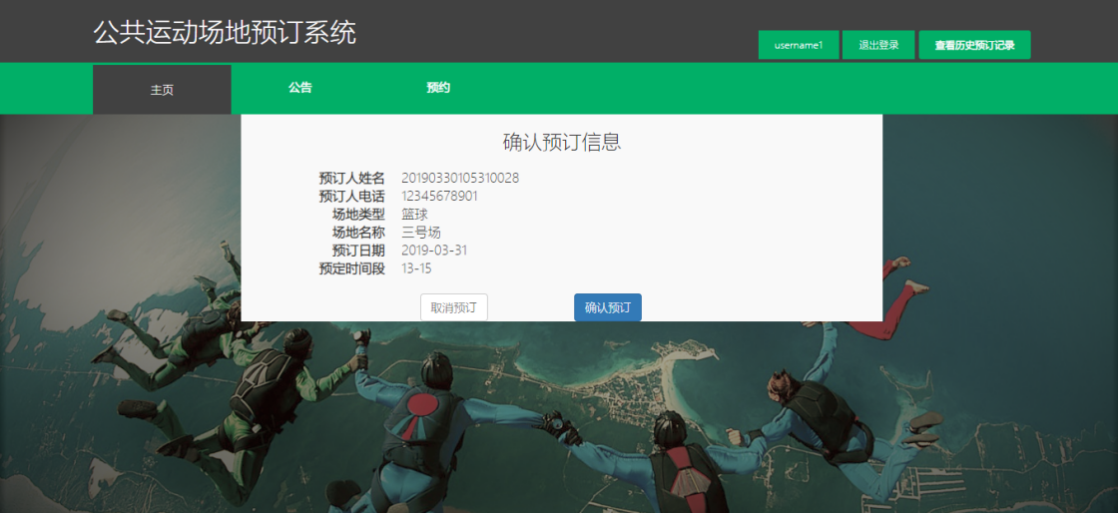 公共运动场地预订系统
username1 退出登录 查看历史预订记录
主页 公告 预约
确认预订信息
预订人姓名 20190330105310028
预订人电话 12345678901
场地类型 篮球
场地名称 三号场
预订日期 2019-03-31
预定时间段 13-15
取消预订 确认预订